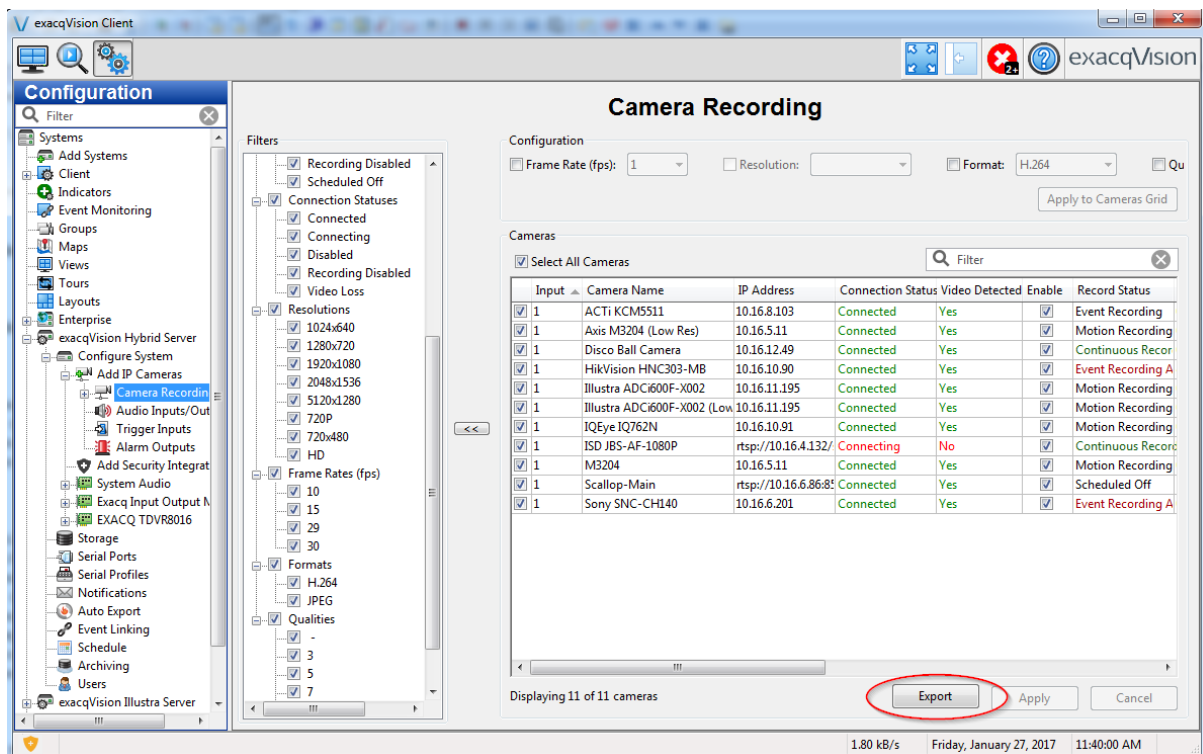 exacqVision Client
2+
exacqVision
Configuration
Filter
Systems
Add Systems
Client
Indicators
Event Monitoring
Groups
Maps
Views
Tours
Layouts
Enterprise
exacqVision Hybrid Server
Configure System
Add IP Cameras
Camera Recordin
Audio Inputs/Out
Trigger Inputs
Alarm Outputs
Add Security Integrat
System Audio
Exacq Input Output M
EXACQ TDVR8016
Storage
Serial Ports
Serial Profiles
Notifications
Auto Export
Event Linking
Schedule
Archiving
Users
exacqVision Illustra Server
Camera Recording
Filters
Recording Disabled
Scheduled Off
Connection Statuses
Connected
Connecting
Disabled
Recording Disabled
Video Loss
Resolutions
1024x640
1280x720
1920x1080
2048x1536
5120x1280
720P
720x480
HD
Frame Rates (fps)
10
15
29
30
Formats
H.264
JPEG
Qualities
-
3
5
7
<<
Configuration
Frame Rate (fps): 1 Resolution: Format: H.264 Qu
Apply to Cameras Grid
Cameras
Select All Cameras Filter
Input Camera Name IP Address Connection Status Video Detected Enable Record Status
1 ACTi KCM5511 10.16.8.103 Connected Yes Event Recording
1 Axis M3204 (Low Res) 10.16.5.11 Connected Yes Motion Recording
1 Disco Ball Camera 10.16.12.49 Connected Yes Continuous Recor
1 HikVision HNC303-MB 10.16.10.90 Connected Yes Event Recording A
1 Illustra ADCi600F-X002 10.16.11.195 Connected Yes Motion Recording
1 Illustra ADCi600F-X002 (Low 10.16.11.195 Connected Yes Motion Recording
1 IQEye IQ762N 10.16.10.91 Connected Yes Motion Recording
1 ISD JBS-AF-1080P rtsp://10.16.4.132/ Connecting No Continuous Record
1 M3204 10.16.5.11 Connected Yes Motion Recording
1 Scallop-Main rtsp://10.16.6.86:85 Connected Yes Scheduled Off
1 Sony SNC-CH140 10.16.6.201 Connected Yes Event Recording A
Displaying 11 of 11 cameras Export Apply Cancel
1.80 kB/s Friday, January 27, 2017 11:40:00 AM